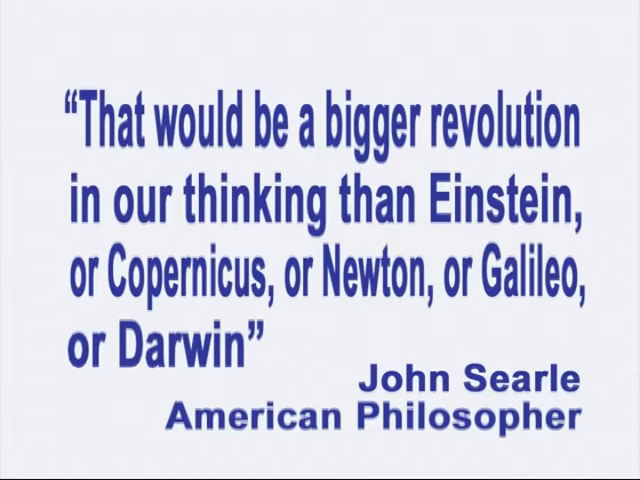 “That would be a bigger revolution
in our thinking than Einstein,
or Copernicus, or Newton, or Galileo,
or Darwin”
John Searle
American Philosopher